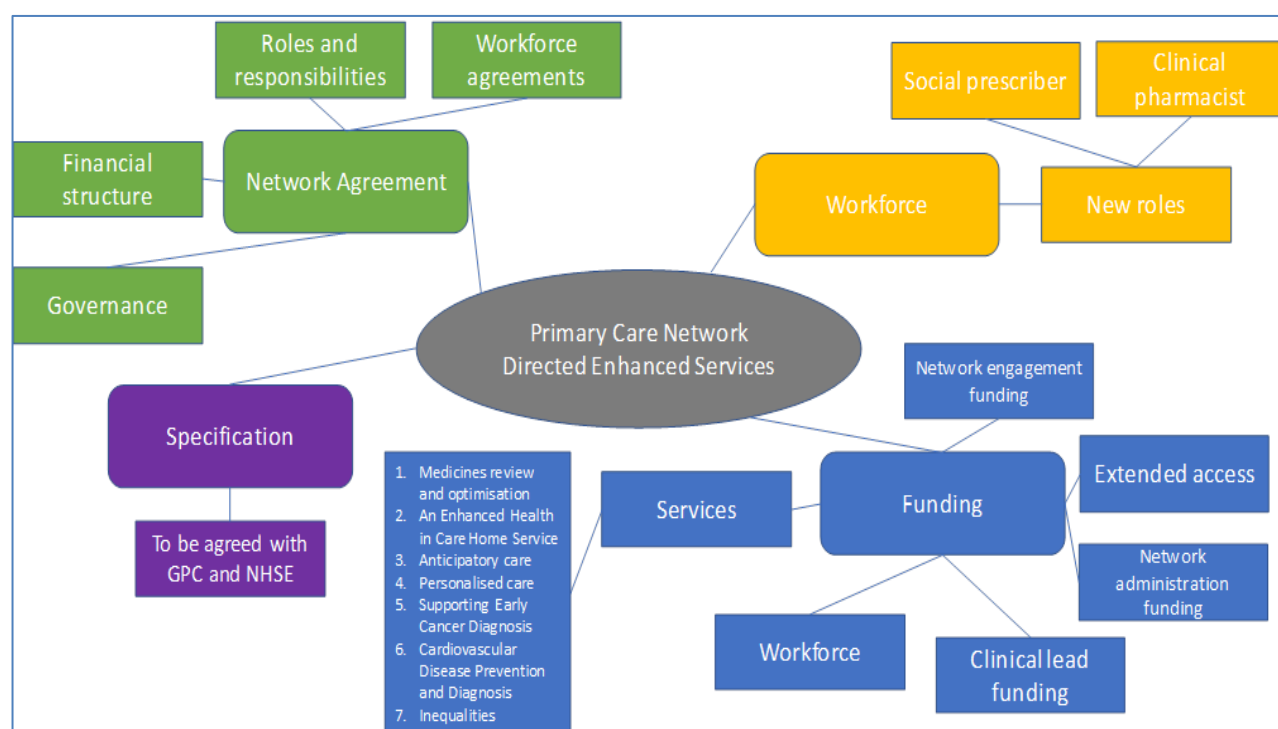 Roles and
responsibilities
Workforce
agreements
Financial
structure
Network Agreement
Governance
Social prescriber
Clinical
pharmacist
Workforce
New roles
Primary Care Network
Directed Enhanced Services
Specification
To be agreed with
GPC and NHSE
1. Medicines review
and optimisation
2. An Enhanced Health
in Care Home Service
3. Anticipatory care
4. Personalised care
5. Supporting Early
Cancer Diagnosis
6. Cardiovascular
Disease Prevention
and Diagnosis
7. Inequalities
Services
Funding
Network engagement
funding
Extended access
Network
administration
funding
Workforce
Clinical lead
funding